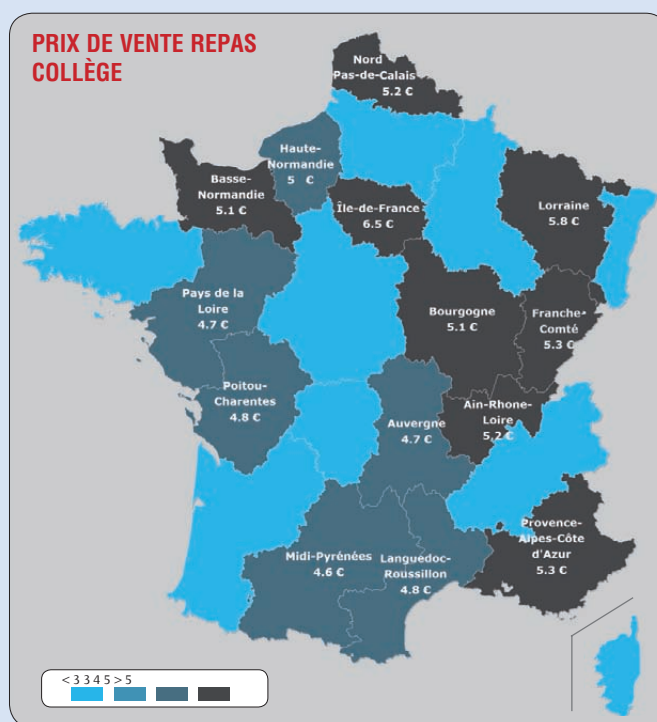 PRIX DE VENTE REPAS
COLLÈGE
Nord
Pas-de-Calais
5.2 €
Haute-
Normandie
5 €
Basse-
Normandie
5.1 €
Île-de-France
6.5 €
Lorraine
5.8 €
Pays de la
Loire
4.7 €
Bourgogne
5.1 €
Franche-
Comté
5.3 €
Poitou-
Charentes
4.8 €
Auvergne
4.7 €
Ain-Rhone-
Loire
5.2 €
Midi-Pyrénées
4.6 €
Languedoc-
Roussillon
4.8 €
Provence-
Alpes-Côte
d'Azur
5.3 €
< 3 3 4 5 > 5